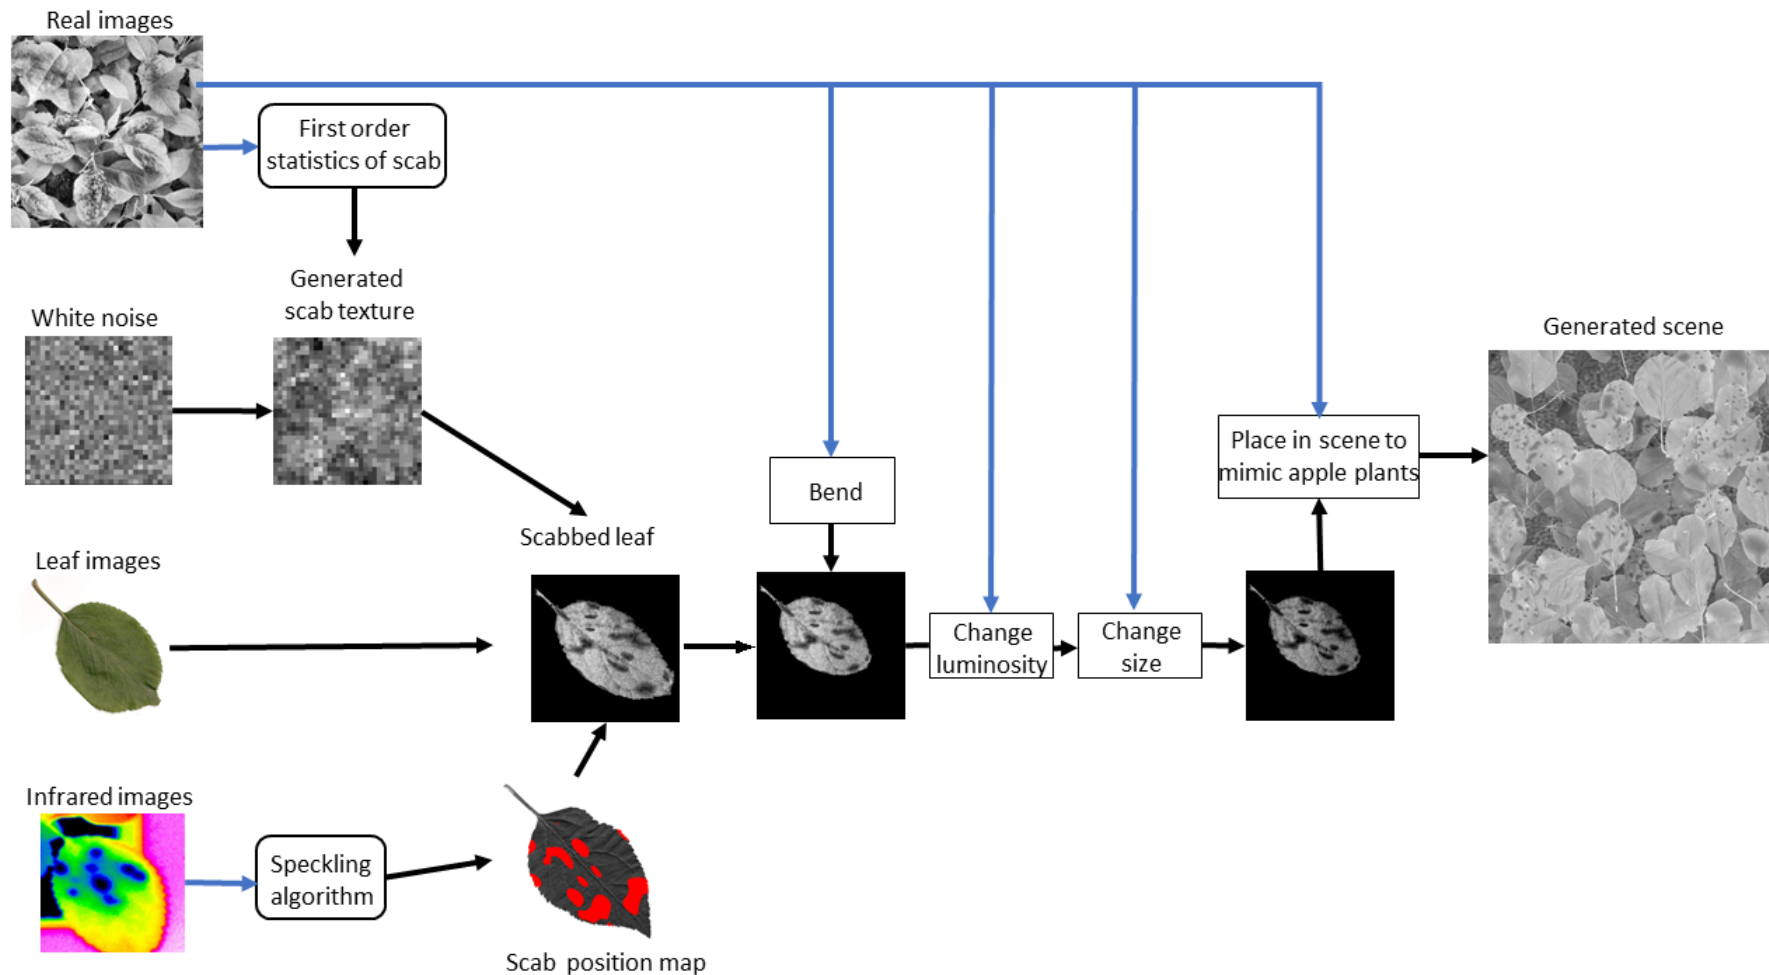 Real images
First order
statistics of scab
Generated
scab texture
White noise
Generated scene
Place in scene to
mimic apple plants
Bend
Scabbed leaf
Leaf images
Change
luminosity
Change
size
Infrared images
Speckling
algorithm
Scab position map